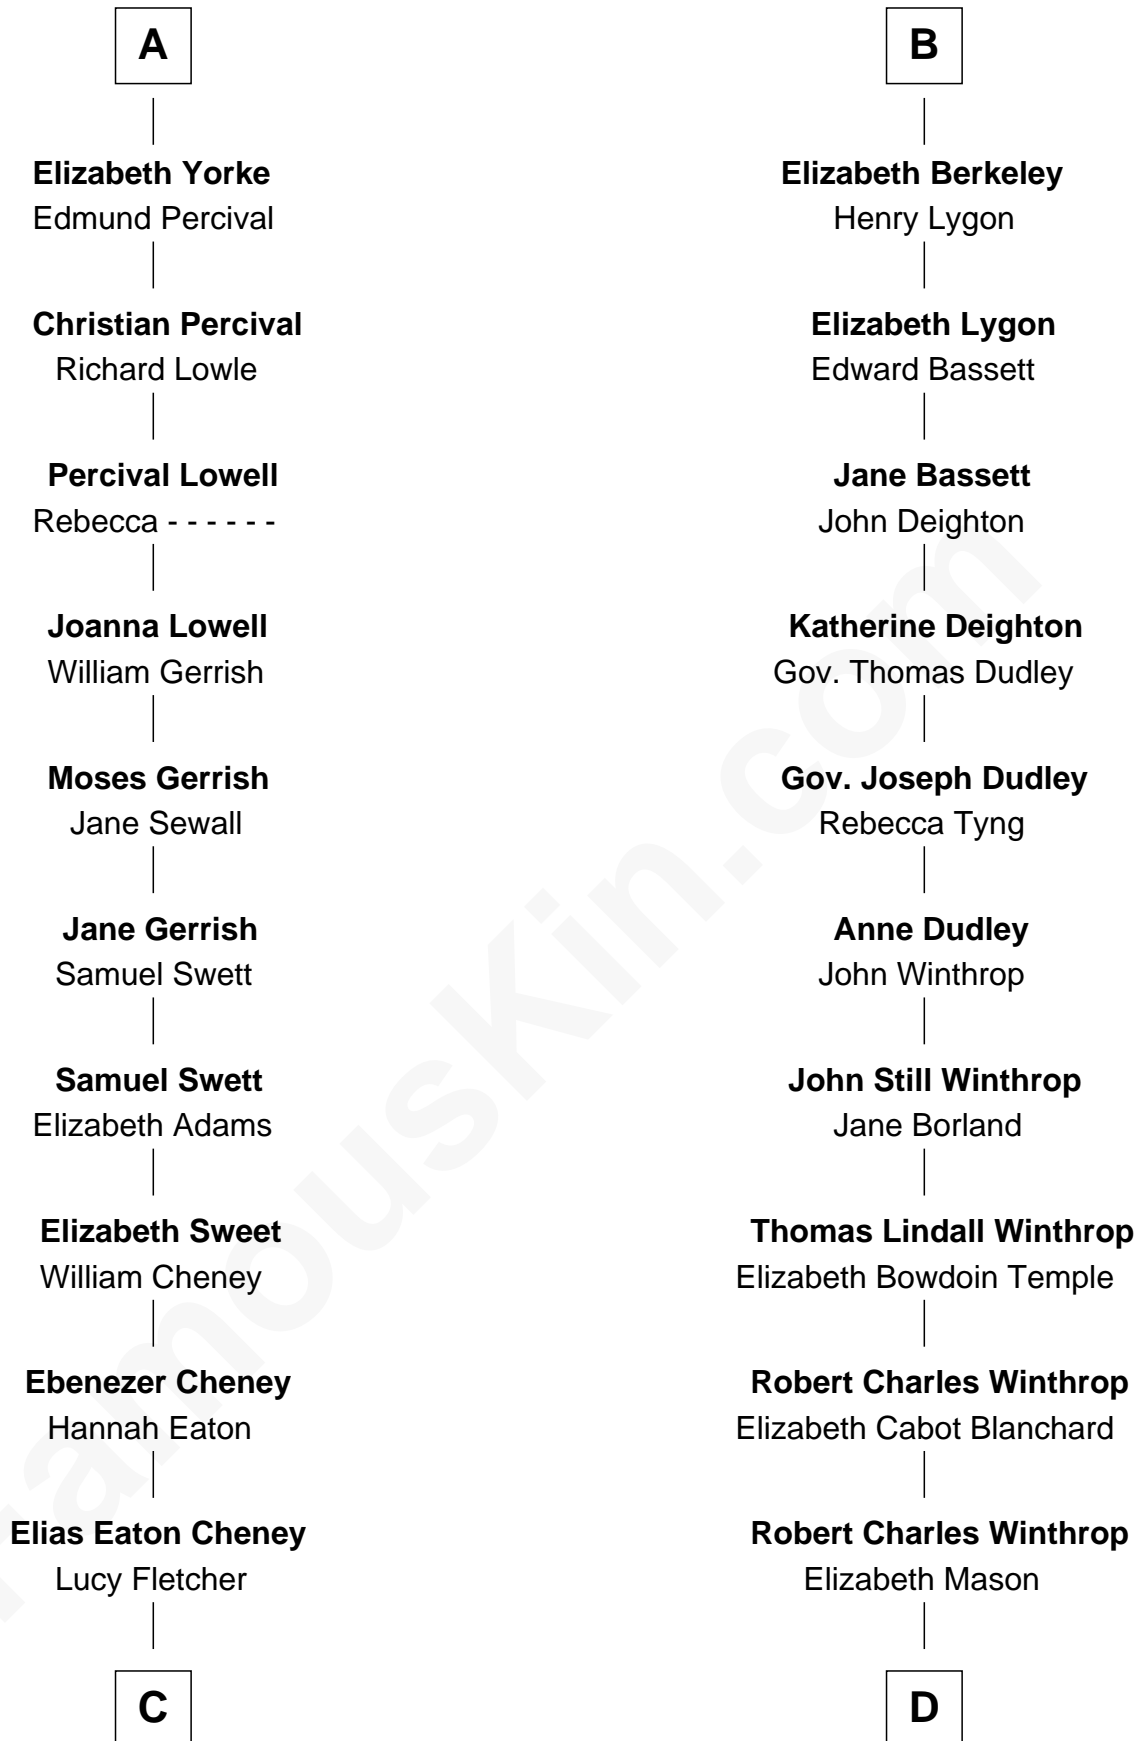 A
Elizabeth Yorke
Edmund Percival
Christian Percival
Richard Lowle
Percival Lowell
Rebecca - - - - - -
Joanna Lowell
William Gerrish
Moses Gerrish
Jane Sewall
Jane Gerrish
Samuel Swett
Samuel Swett
Elizabeth Adams
Elizabeth Sweet
William Cheney
Ebenezer Cheney
Hannah Eaton
Elias Eaton Cheney
Lucy Fletcher
C
B
Elizabeth Berkeley
Henry Lygon
Elizabeth Lygon
Edward Bassett
Jane Bassett
John Deighton
Katherine Deighton
Gov. Thomas Dudley
Gov. Joseph Dudley
Rebecca Tyng
Anne Dudley
John Winthrop
John Still Winthrop
Jane Borland
Thomas Lindall Winthrop
Elizabeth Bowdoin Temple
Robert Charles Winthrop
Elizabeth Cabot Blanchard
Robert Charles Winthrop
Elizabeth Mason
D
FamousKin.com